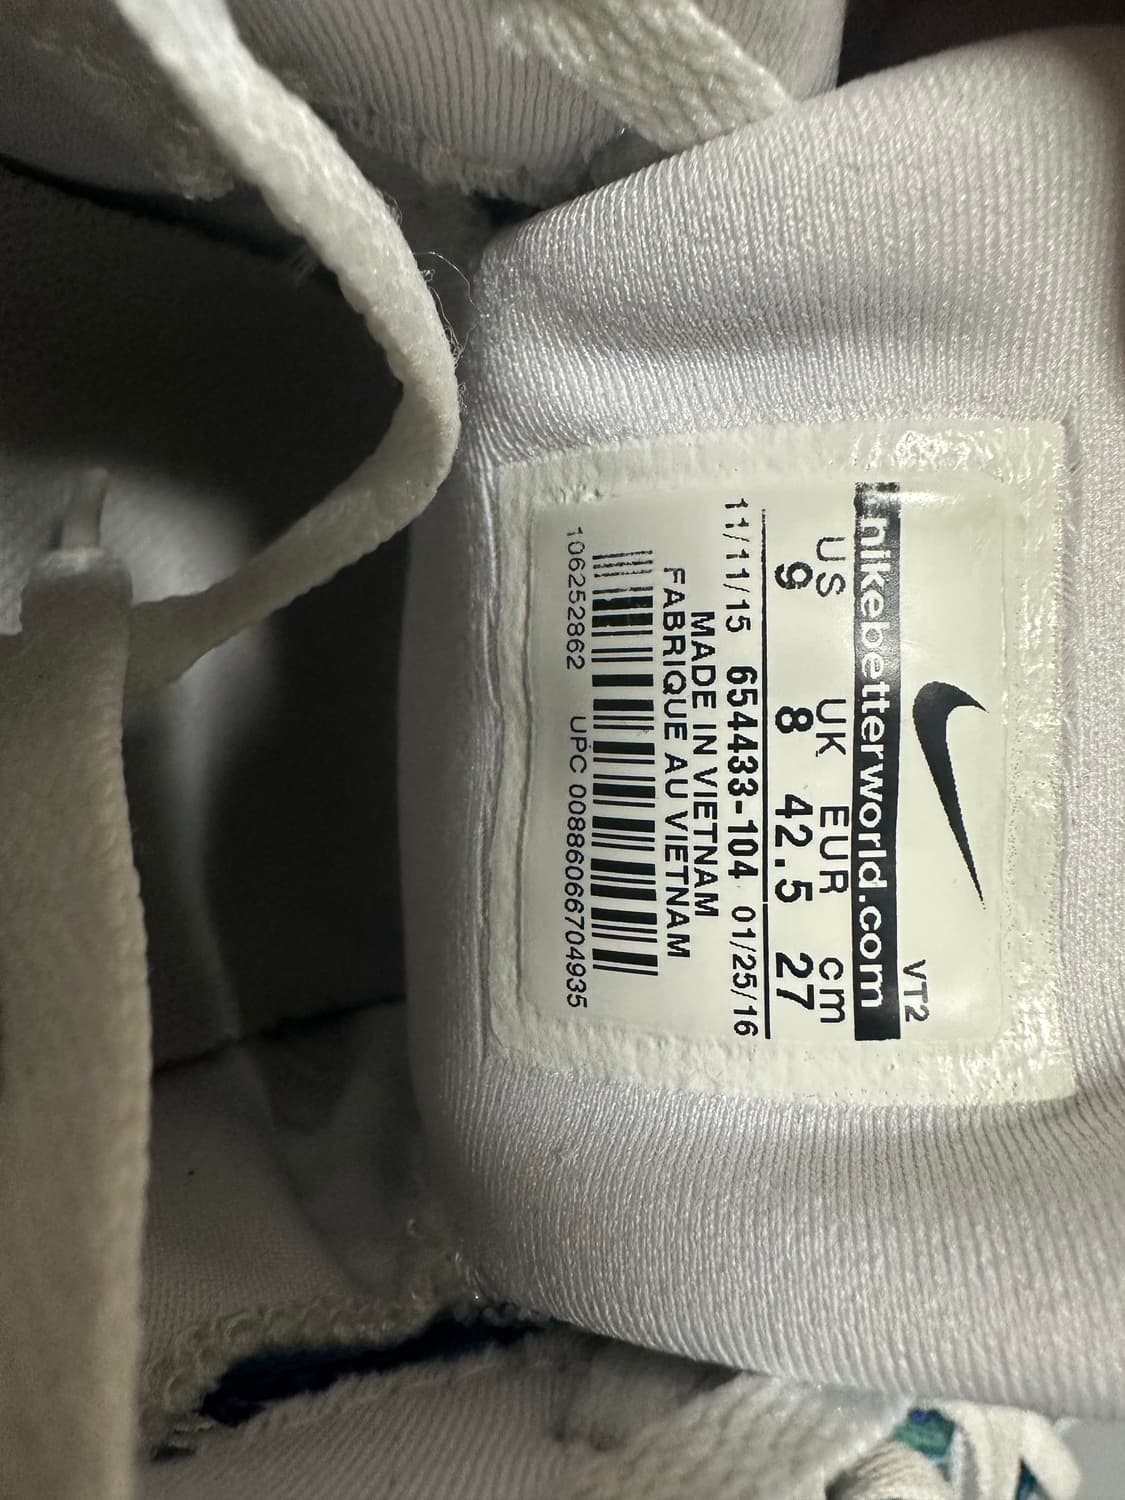 VT2
nikebetterworld.com
US UK EUR cm
9 8 42.5 27
11/11/15 654433-104 01/25/16
MADE IN VIETNAM
FABRIQUE AU VIETNAM
106252862 UPC 00886066704935